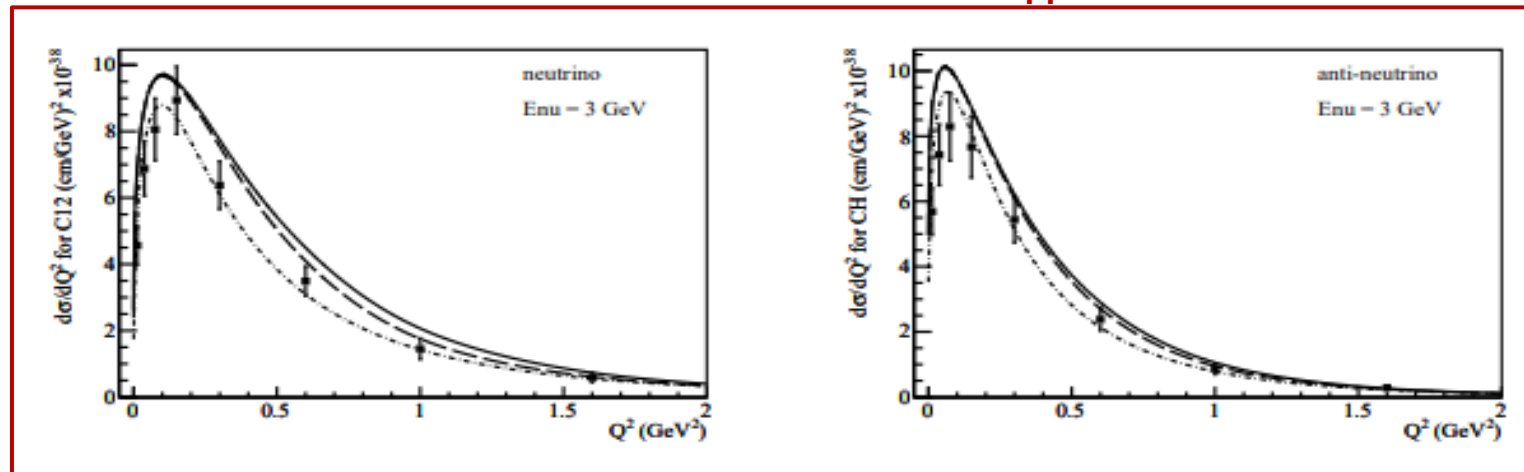 dσ/dQ² for C12 (cm/GeV)² x10⁻³⁸
10
8
6
4
2
0
0 0.5 1 1.5 2
Q² (GeV²)
neutrino
Enu = 3 GeV
dσ/dQ² for CH (cm/GeV)² x10⁻³⁸
10
8
6
4
2
0
0 0.5 1 1.5 2
Q² (GeV²)
anti-neutrino
Enu = 3 GeV